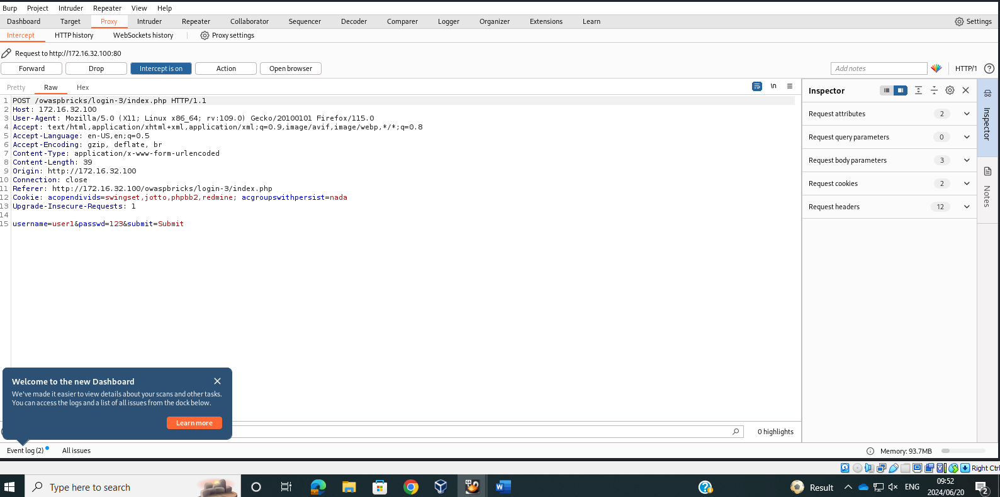 Burp Project Intruder Repeater View Help
Dashboard Target Proxy Intruder Repeater Collaborator Sequencer Decoder Comparer Logger Organizer Extensions Learn Settings
Intercept HTTP history WebSockets history Proxy settings
Request to http://172.16.32.100:80
Forward Drop Intercept is on Action Open browser Add notes HTTP/1
Pretty Raw Hex \n
Inspector
1 POST /owaspbricks/login-3/index.php HTTP/1.1
2 Host: 172.16.32.100
3 User-Agent: Mozilla/5.0 (X11; Linux x86_64; rv:109.0) Gecko/20100101 Firefox/115.0
4 Accept: text/html,application/xhtml+xml,application/xml;q=0.9,image/avif,image/webp,*/*;q=0.8
5 Accept-Language: en-US,en;q=0.5
6 Accept-Encoding: gzip, deflate, br
7 Content-Type: application/x-www-form-urlencoded
8 Content-Length: 39
9 Origin: http://172.16.32.100
10 Connection: close
11 Referer: http://172.16.32.100/owaspbricks/login-3/index.php
12 Cookie: acopendivids=swingset,jotto,phpbb2,redmine; acgroupswithpersist=nada
13 Upgrade-Insecure-Requests: 1
14
15 username=user1&passwd=123&submit=Submit
Request attributes 2
Request query parameters 0
Request body parameters 3
Request cookies 2
Request headers 12
Inspector
Notes
Welcome to the new Dashboard
We've made it easier to view details about your scans and other tasks.
You can access the logs and a list of all issues from the dock below.
Learn more
0 highlights
Event log (2) All issues Memory: 93.7MB
Right Ctrl
Type here to search Result ENG 09:52
2024/06/20 2